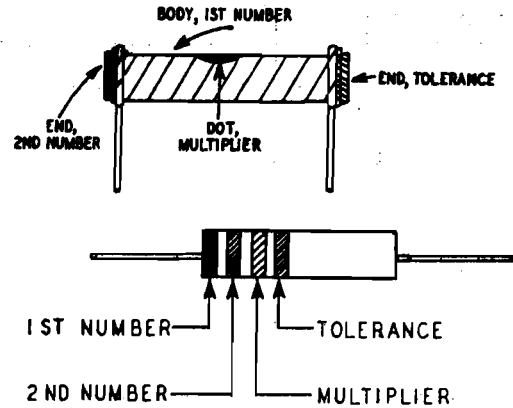 BODY, 1ST NUMBER
END, TOLERANCE
END,
2ND NUMBER
DOT,
MULTIPLIER
1ST NUMBER
TOLERANCE
2ND NUMBER
MULTIPLIER